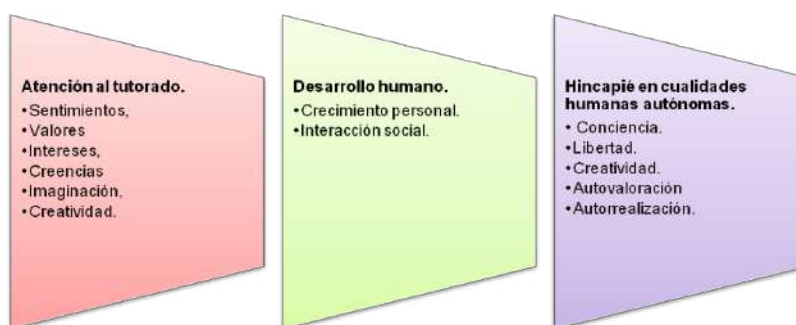 Atención al tutorado.
•Sentimientos,
•Valores
•Intereses,
•Creencias
•Imaginación,
•Creatividad.
Desarrollo humano.
•Crecimiento personal.
•Interacción social.
Hincapié en cualidades
humanas autónomas.
• Conciencia.
•Libertad.
•Creatividad.
•Autovaloración
•Autorrealización.